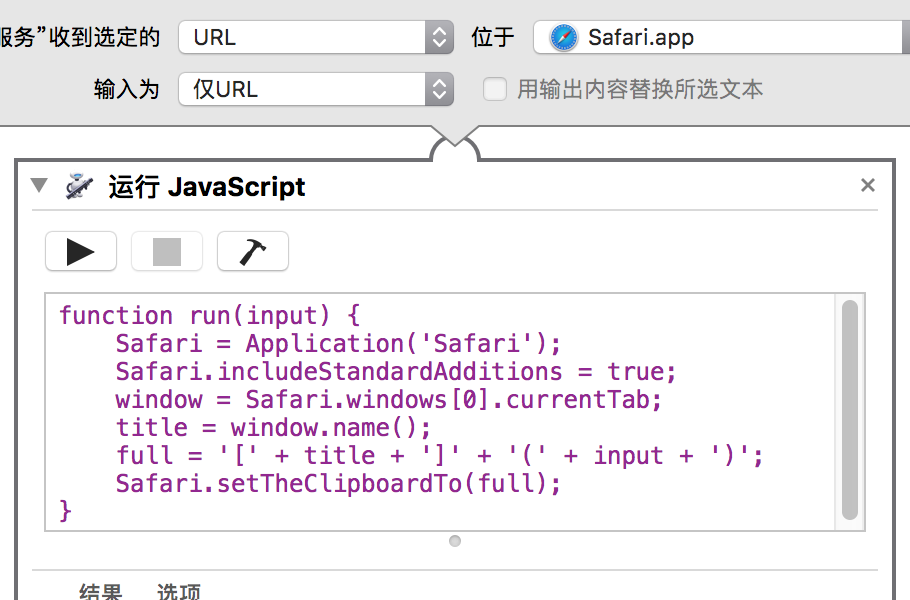 服务”收到选定的 URL 位于 Safari.app
输入为 仅URL 用输出内容替换所选文本
运行 JavaScript
function run(input) {
    Safari = Application('Safari');
    Safari.includeStandardAdditions = true;
    window = Safari.windows[0].currentTab;
    title = window.name();
    full = '[' + title + ']' + '(' + input + ')';
    Safari.setTheClipboardTo(full);
}
结果 选项